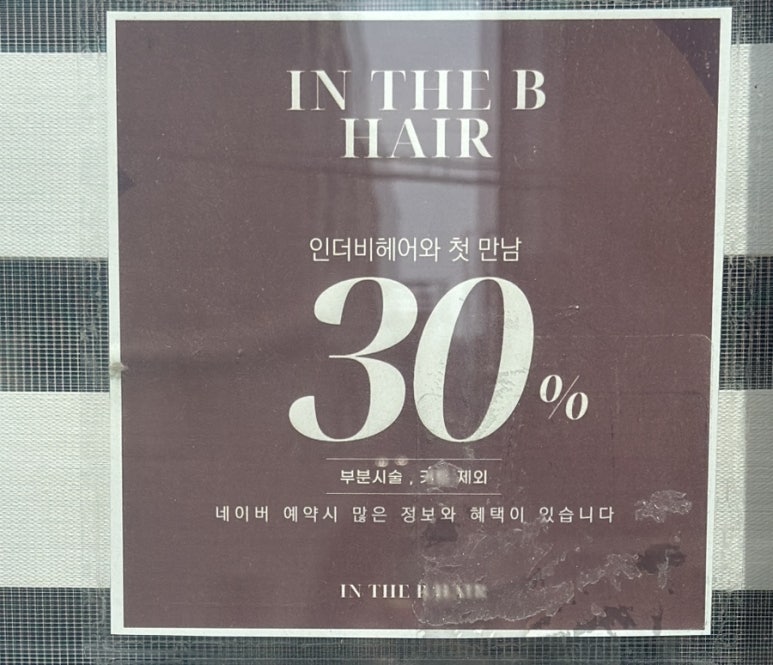 IN THE B
HAIR
인더비헤어와 첫 만남
30%
부분시술 , 제외
네이버 예약시 많은 정보와 혜택이 있습니다
IN THE B HAIR